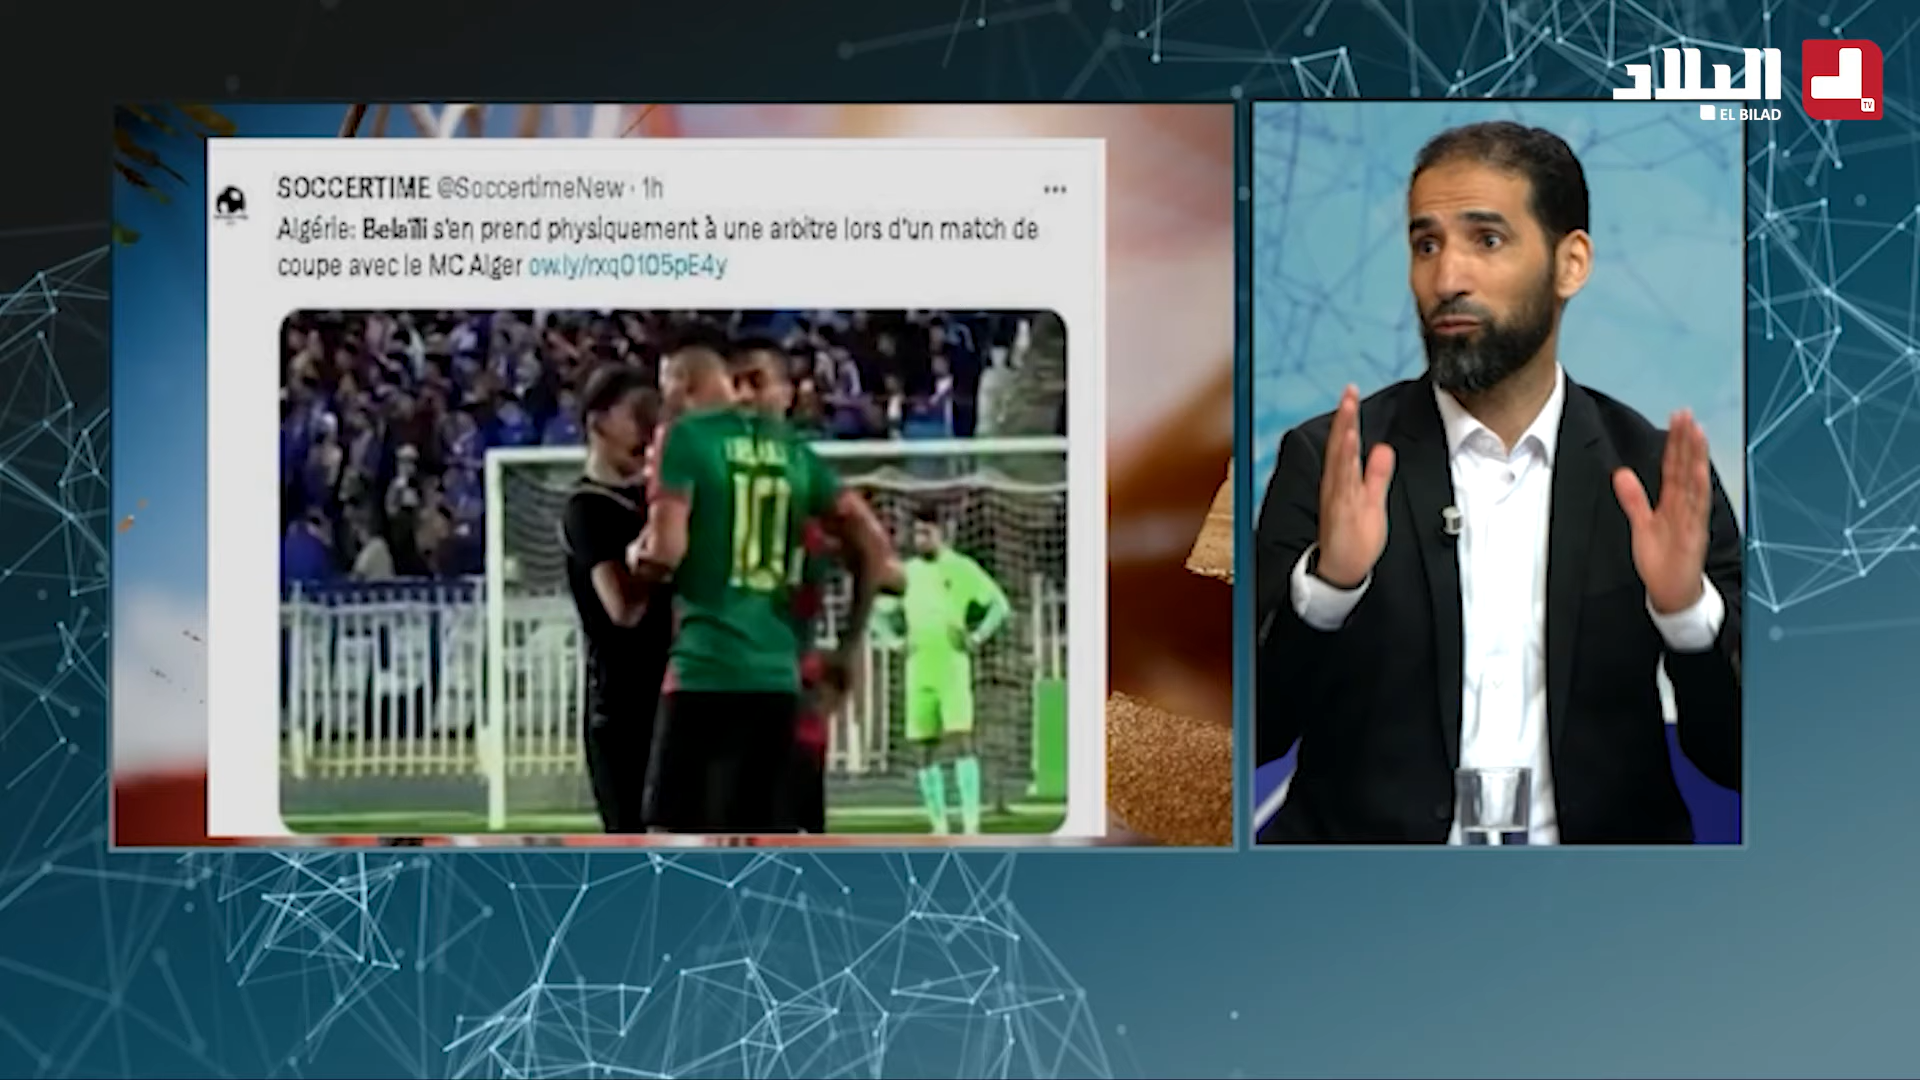 البلاد
EL BILAD
TV
SOCCERTIME @SoccertimeNew · 1h
Algérie: Belaïli s'en prend physiquement à une arbitre lors d'un match de
coupe avec le MC Alger ow.ly/rxqO105pE4y
10